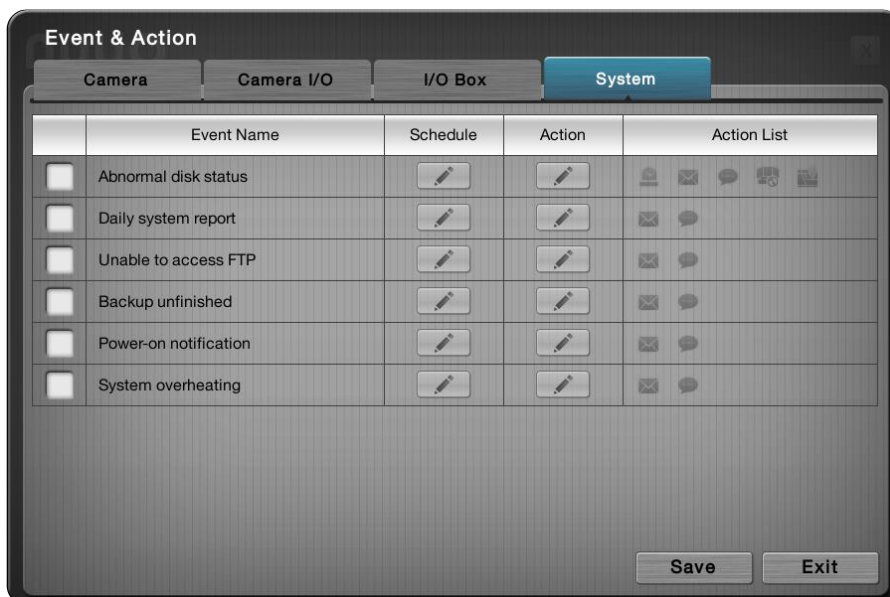 Event & Action
Camera Camera I/O I/O Box System
Event Name Schedule Action Action List
Abnormal disk status
Daily system report
Unable to access FTP
Backup unfinished
Power-on notification
System overheating
Save Exit